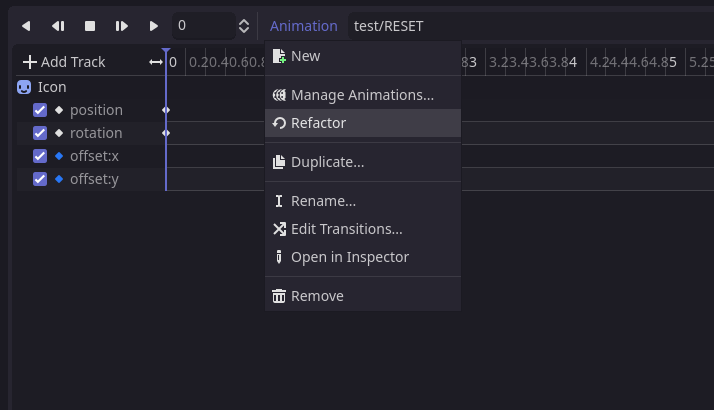 0
Animation
test/RESET
Add Track
0 0.20.40.60.8
3 3.23.43.63.84 4.24.44.64.85 5.25
New
Icon
Manage Animations...
position
Refactor
rotation
offset:x
Duplicate...
offset:y
Rename...
Edit Transitions...
Open in Inspector
Remove